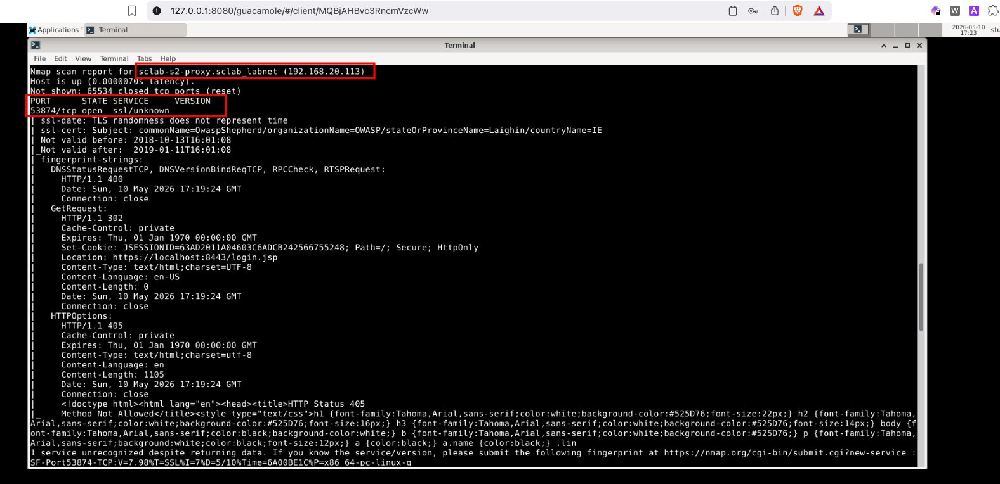 127.0.0.1:8080/guacamole/#/client/MQBjAHBvc3RncmVzcWw
W
A
Applications
Terminal
2026-05-10
17:23
stu
Terminal
File Edit View Terminal Tabs Help
Nmap scan report for sclab-s2-proxy.sclab_labnet (192.168.20.113)
Host is up (0.0000070s latency).
Not shown: 65534 closed tcp ports (reset)
PORT      STATE SERVICE     VERSION
53874/tcp open  ssl/unknown
|_ssl-date: TLS randomness does not represent time
| ssl-cert: Subject: commonName=OwaspShepherd/organizationName=OWASP/stateOrProvinceName=Laighin/countryName=IE
| Not valid before: 2018-10-13T16:01:08
|_Not valid after:  2019-01-11T16:01:08
| fingerprint-strings:
|   DNSStatusRequestTCP, DNSVersionBindReqTCP, RPCCheck, RTSPRequest:
|     HTTP/1.1 400
|     Date: Sun, 10 May 2026 17:19:24 GMT
|     Connection: close
|   GetRequest:
|     HTTP/1.1 302
|     Cache-Control: private
|     Expires: Thu, 01 Jan 1970 00:00:00 GMT
|     Set-Cookie: JSESSIONID=63AD2011A04603C6ADCB242566755248; Path=/; Secure; HttpOnly
|     Location: https://localhost:8443/login.jsp
|     Content-Type: text/html;charset=UTF-8
|     Content-Language: en-US
|     Content-Length: 0
|     Date: Sun, 10 May 2026 17:19:24 GMT
|     Connection: close
|   HTTPOptions:
|     HTTP/1.1 405
|     Cache-Control: private
|     Expires: Thu, 01 Jan 1970 00:00:00 GMT
|     Content-Type: text/html;charset=utf-8
|     Content-Language: en
|     Content-Length: 1105
|     Date: Sun, 10 May 2026 17:19:24 GMT
|     Connection: close
|     <!doctype html><html lang="en"><head><title>HTTP Status 405
|_    Method Not Allowed</title><style type="text/css">h1 {font-family:Tahoma,Arial,sans-serif;color:white;background-color:#525D76;font-size:22px;} h2 {font-family:Tahoma,
Arial,sans-serif;color:white;background-color:#525D76;font-size:16px;} h3 {font-family:Tahoma,Arial,sans-serif;color:white;background-color:#525D76;font-size:14px;} body {f
ont-family:Tahoma,Arial,sans-serif;color:black;background-color:white;} b {font-family:Tahoma,Arial,sans-serif;color:white;background-color:#525D76;} p {font-family:Tahoma,
Arial,sans-serif;background:white;color:black;font-size:12px;} a {color:black;} a.name {color:black;} .lin
1 service unrecognized despite returning data. If you know the service/version, please submit the following fingerprint at https://nmap.org/cgi-bin/submit.cgi?new-service :
SF-Port53874-TCP:V=7.98%T=SSL%I=7%D=5/10%Time=6A00BE1C%P=x86_64-pc-linux-g